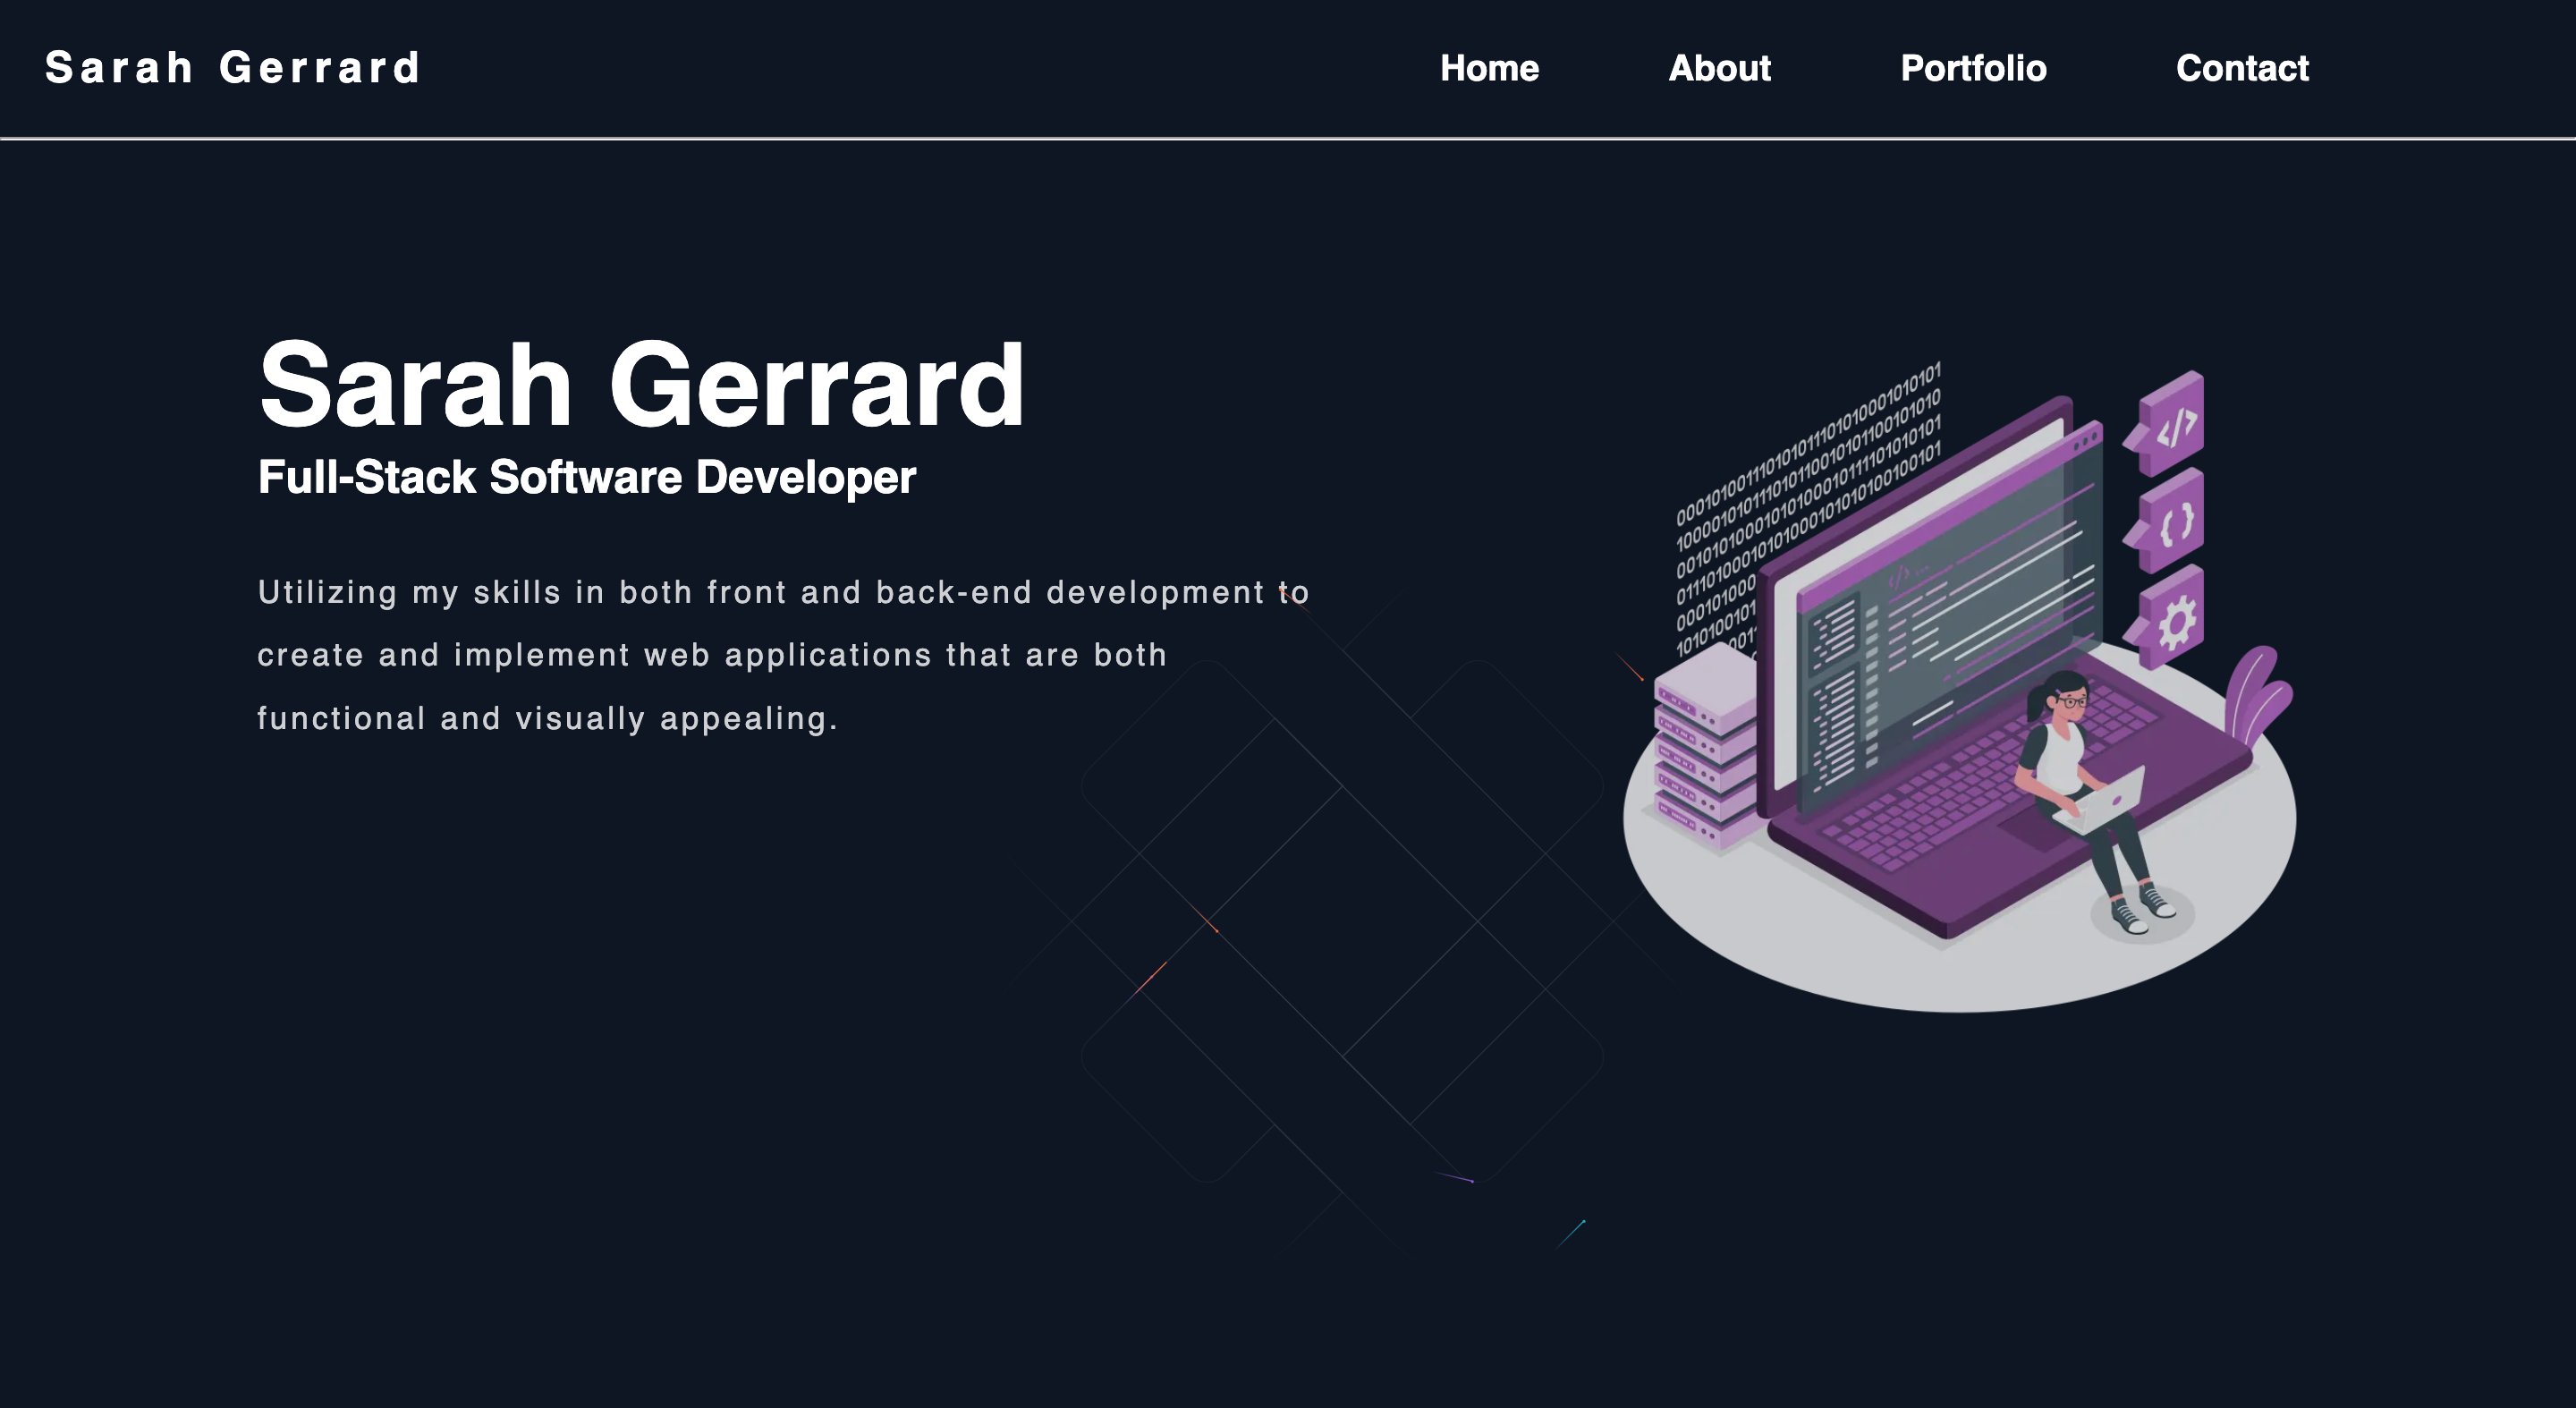 Sarah Gerrard
Home About Portfolio Contact
Sarah Gerrard
Full-Stack Software Developer
Utilizing my skills in both front and back-end development to
create and implement web applications that are both
functional and visually appealing.